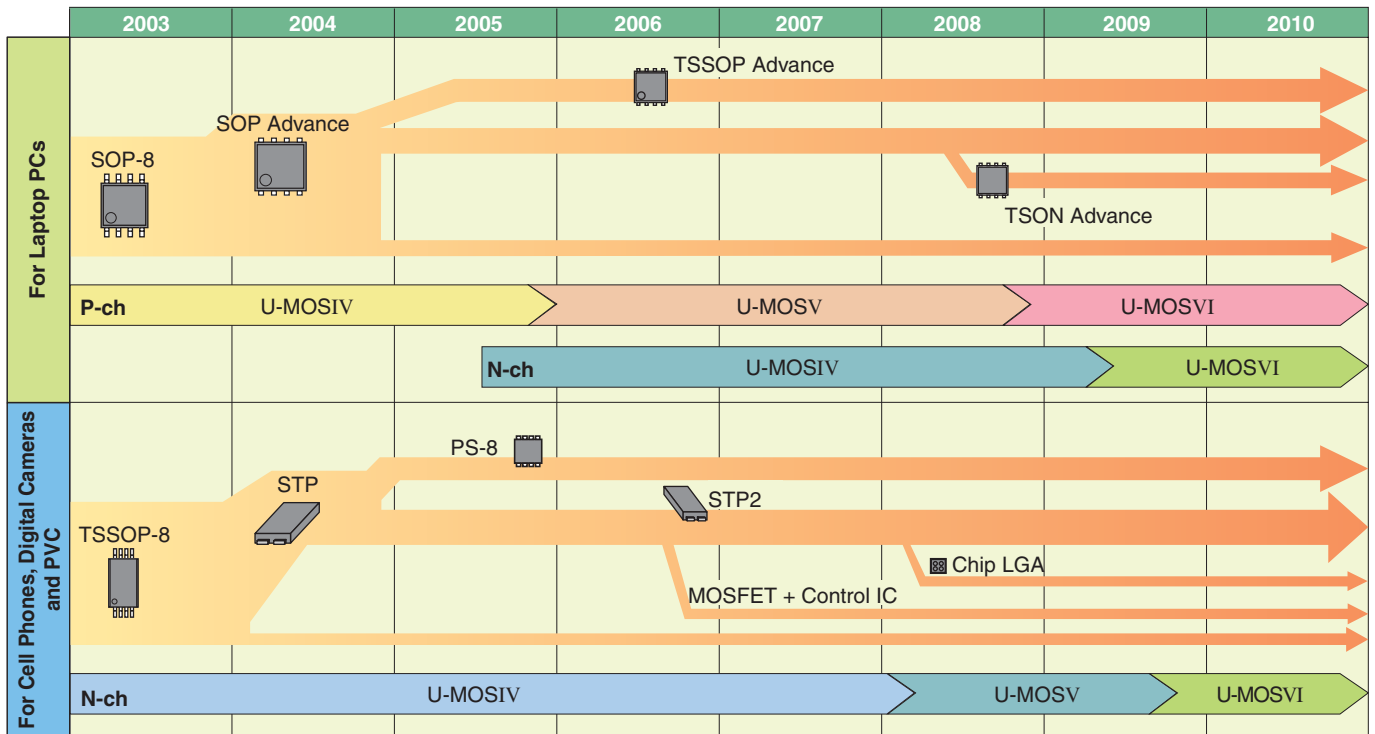 2003 2004 2005 2006 2007 2008 2009 2010
For Laptop PCs
TSSOP Advance
SOP Advance
SOP-8
TSON Advance
P-ch U-MOSIV U-MOSV U-MOSVI
N-ch U-MOSIV U-MOSVI
For Cell Phones, Digital Cameras
and PVC
PS-8
STP
STP2
TSSOP-8
Chip LGA
MOSFET + Control IC
N-ch U-MOSIV U-MOSV U-MOSVI